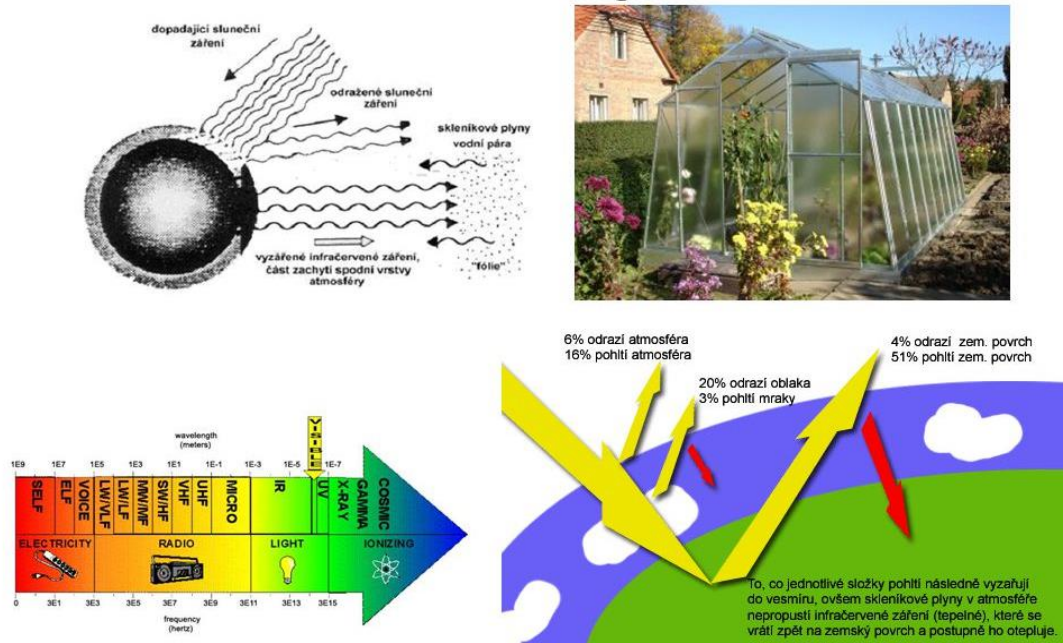 dopadající sluneční
záření
odražené sluneční
záření
skleníkové plyny
vodní pára
"fólie"
vyzářené infračervené záření,
část zachytí spodní vrstvy
atmosféry
6% odrazí atmosféra
16% pohltí atmosféra
20% odrazí oblaka
3% pohltí mraky
4% odrazí zem. povrch
51% pohltí zem. povrch
To, co jednotlivé složky pohltí následně vyzařují
do vesmíru, ovšem skleníkové plyny v atmosféře
nepropustí infračervené záření (tepelné), které se
vrátí zpět na zemský povrch a postupně ho otepluje.
VISIBLE
wavelength
(meters)
1E9 1E7 1E5 1E3 1E1 1E-1 1E-3 1E-5 1E-7
SELF ELF VOICE LW/VLF LW/LF MW/MF SW/HF VHF UHF MICRO IR UV X-RAY GAMMA COSMIC
ELECTRICITY RADIO LIGHT IONIZING
0 3E1 3E3 3E5 3E7 3E9 3E11 3E13 3E15
frequency
(hertz)